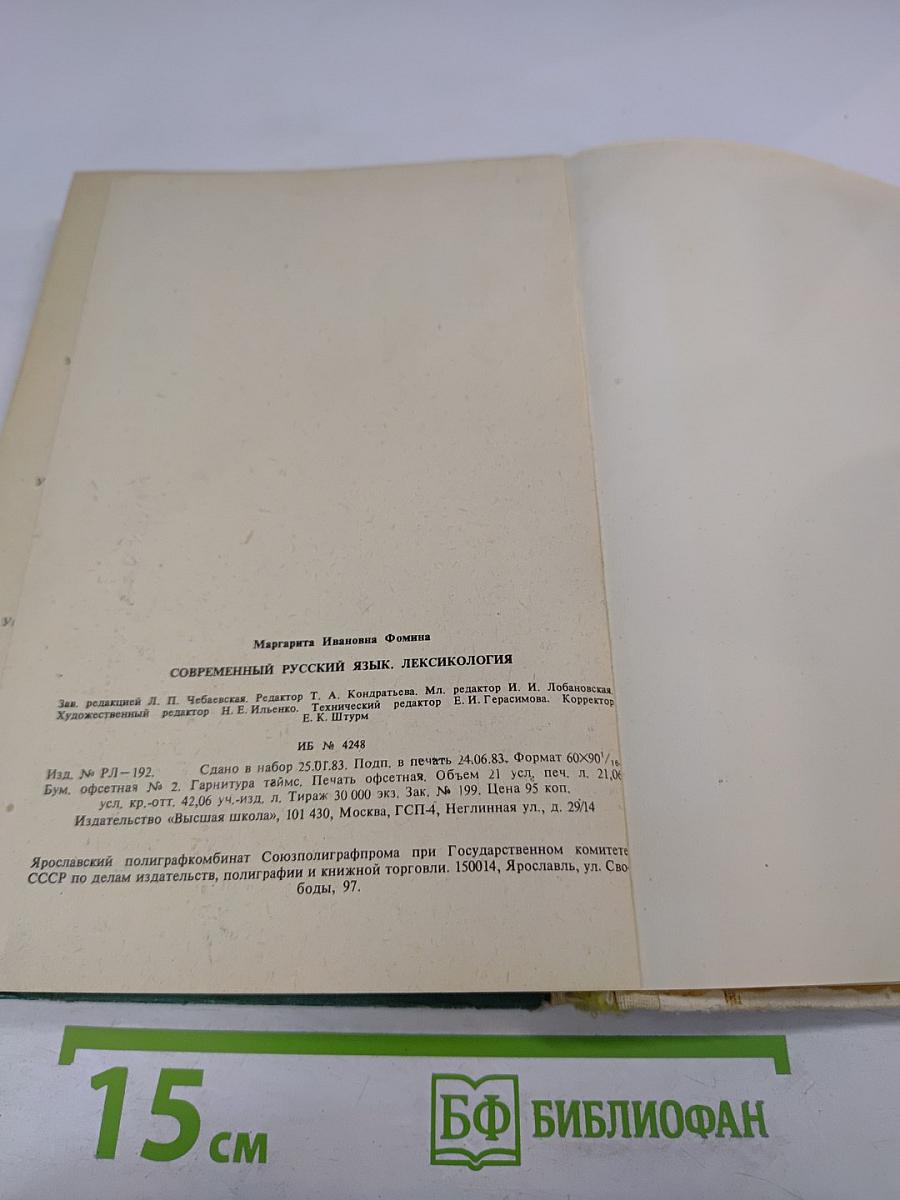 Маргарита Ивановна Фомина
СОВРЕМЕННЫЙ РУССКИЙ ЯЗЫК. ЛЕКСИКОЛОГИЯ
Зав. редакцией Л. П. Чебаевская. Редактор Т. А. Кондратьева. Мл. редактор И. И. Лобановская.
Художественный редактор Н. Е. Ильенко. Технический редактор Е. И. Герасимова. Корректор
Е. К. Штурм
ИБ № 4248
Изд. № РЛ—192. Сдано в набор 25.01.83. Подп. в печать 24.06.83. Формат 60×90¹/₁₆.
Бум. офсетная № 2. Гарнитура таймс. Печать офсетная. Объем 21 усл. печ. л. 21,06
усл. кр.-отт. 42,06 уч.-изд. л. Тираж 30 000 экз. Зак. № 199. Цена 95 коп.
Издательство «Высшая школа», 101 430, Москва, ГСП-4, Неглинная ул., д. 29/14
Ярославский полиграфкомбинат Союзполиграфпрома при Государственном комитете
СССР по делам издательств, полиграфии и книжной торговли. 150014, Ярославль, ул. Сво-
боды, 97.
15 см
БФ БИБЛИОФАН